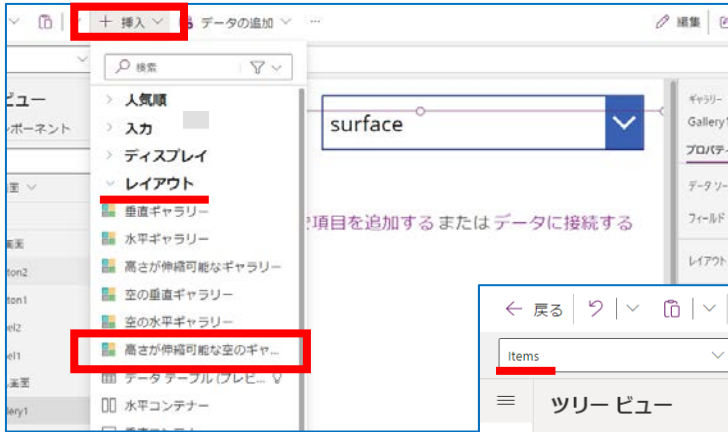 挿入
データの追加
編集
検索
人気順
入力
ディスプレイ
レイアウト
垂直ギャラリー
水平ギャラリー
高さが伸縮可能なギャラリー
空の垂直ギャラリー
空の水平ギャラリー
高さが伸縮可能な空のギャ...
データ テーブル (プレビ...
水平コンテナー
ビュー
ポーネント
surface
項目を追加する または データに接続する
ギャラリー
Gallery1
プロパティ
データ ソー
フィールド
レイアウト
← 戻る
Items
ツリー ビュー